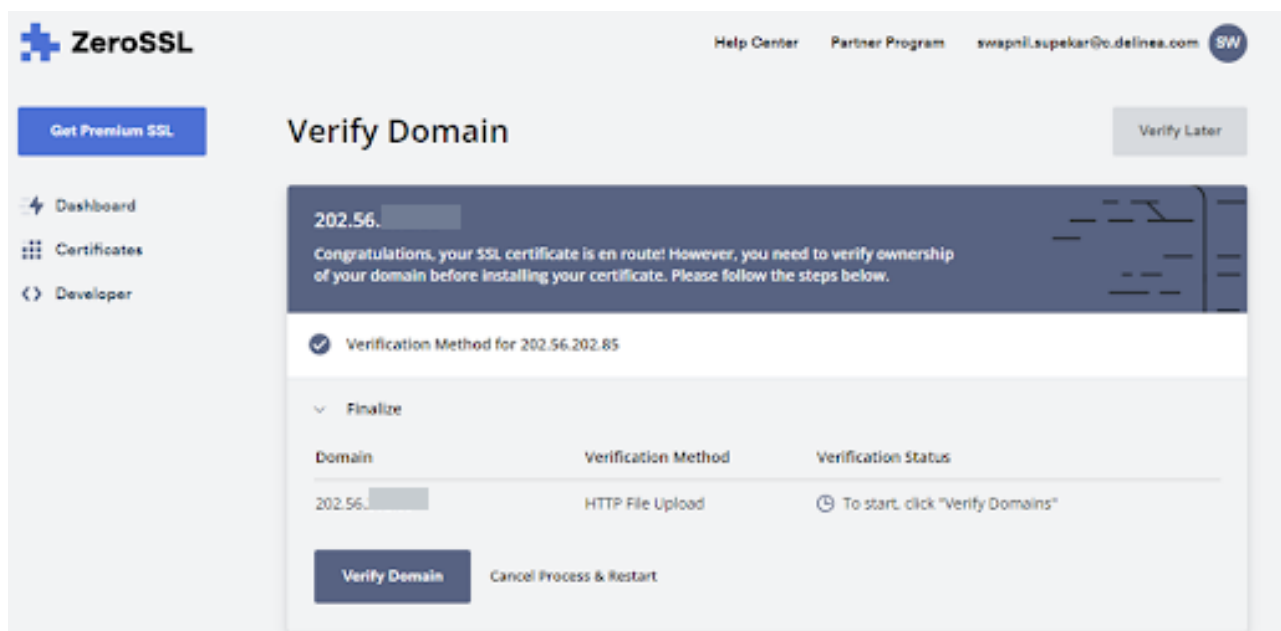 ZeroSSL
Help Center Partner Program swapnil.supekar@c.delinea.com SW
Get Premium SSL
Verify Domain
Verify Later
Dashboard
Certificates
Developer
202.56.
Congratulations, your SSL certificate is en route! However, you need to verify ownership
of your domain before installing your certificate. Please follow the steps below.
Verification Method for 202.56.202.85
Finalize
Domain Verification Method Verification Status
202.56. HTTP File Upload To start, click "Verify Domains"
Verify Domain Cancel Process & Restart